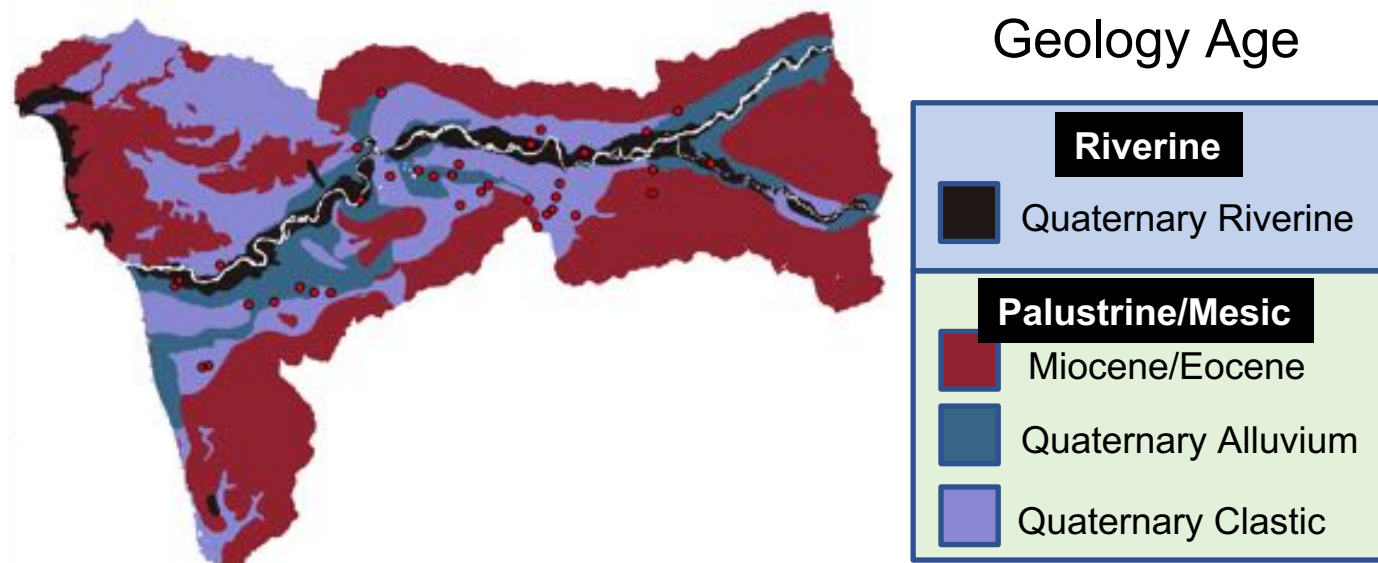 Geology Age
Riverine
Quaternary Riverine
Palustrine/Mesic
Miocene/Eocene
Quaternary Alluvium
Quaternary Clastic